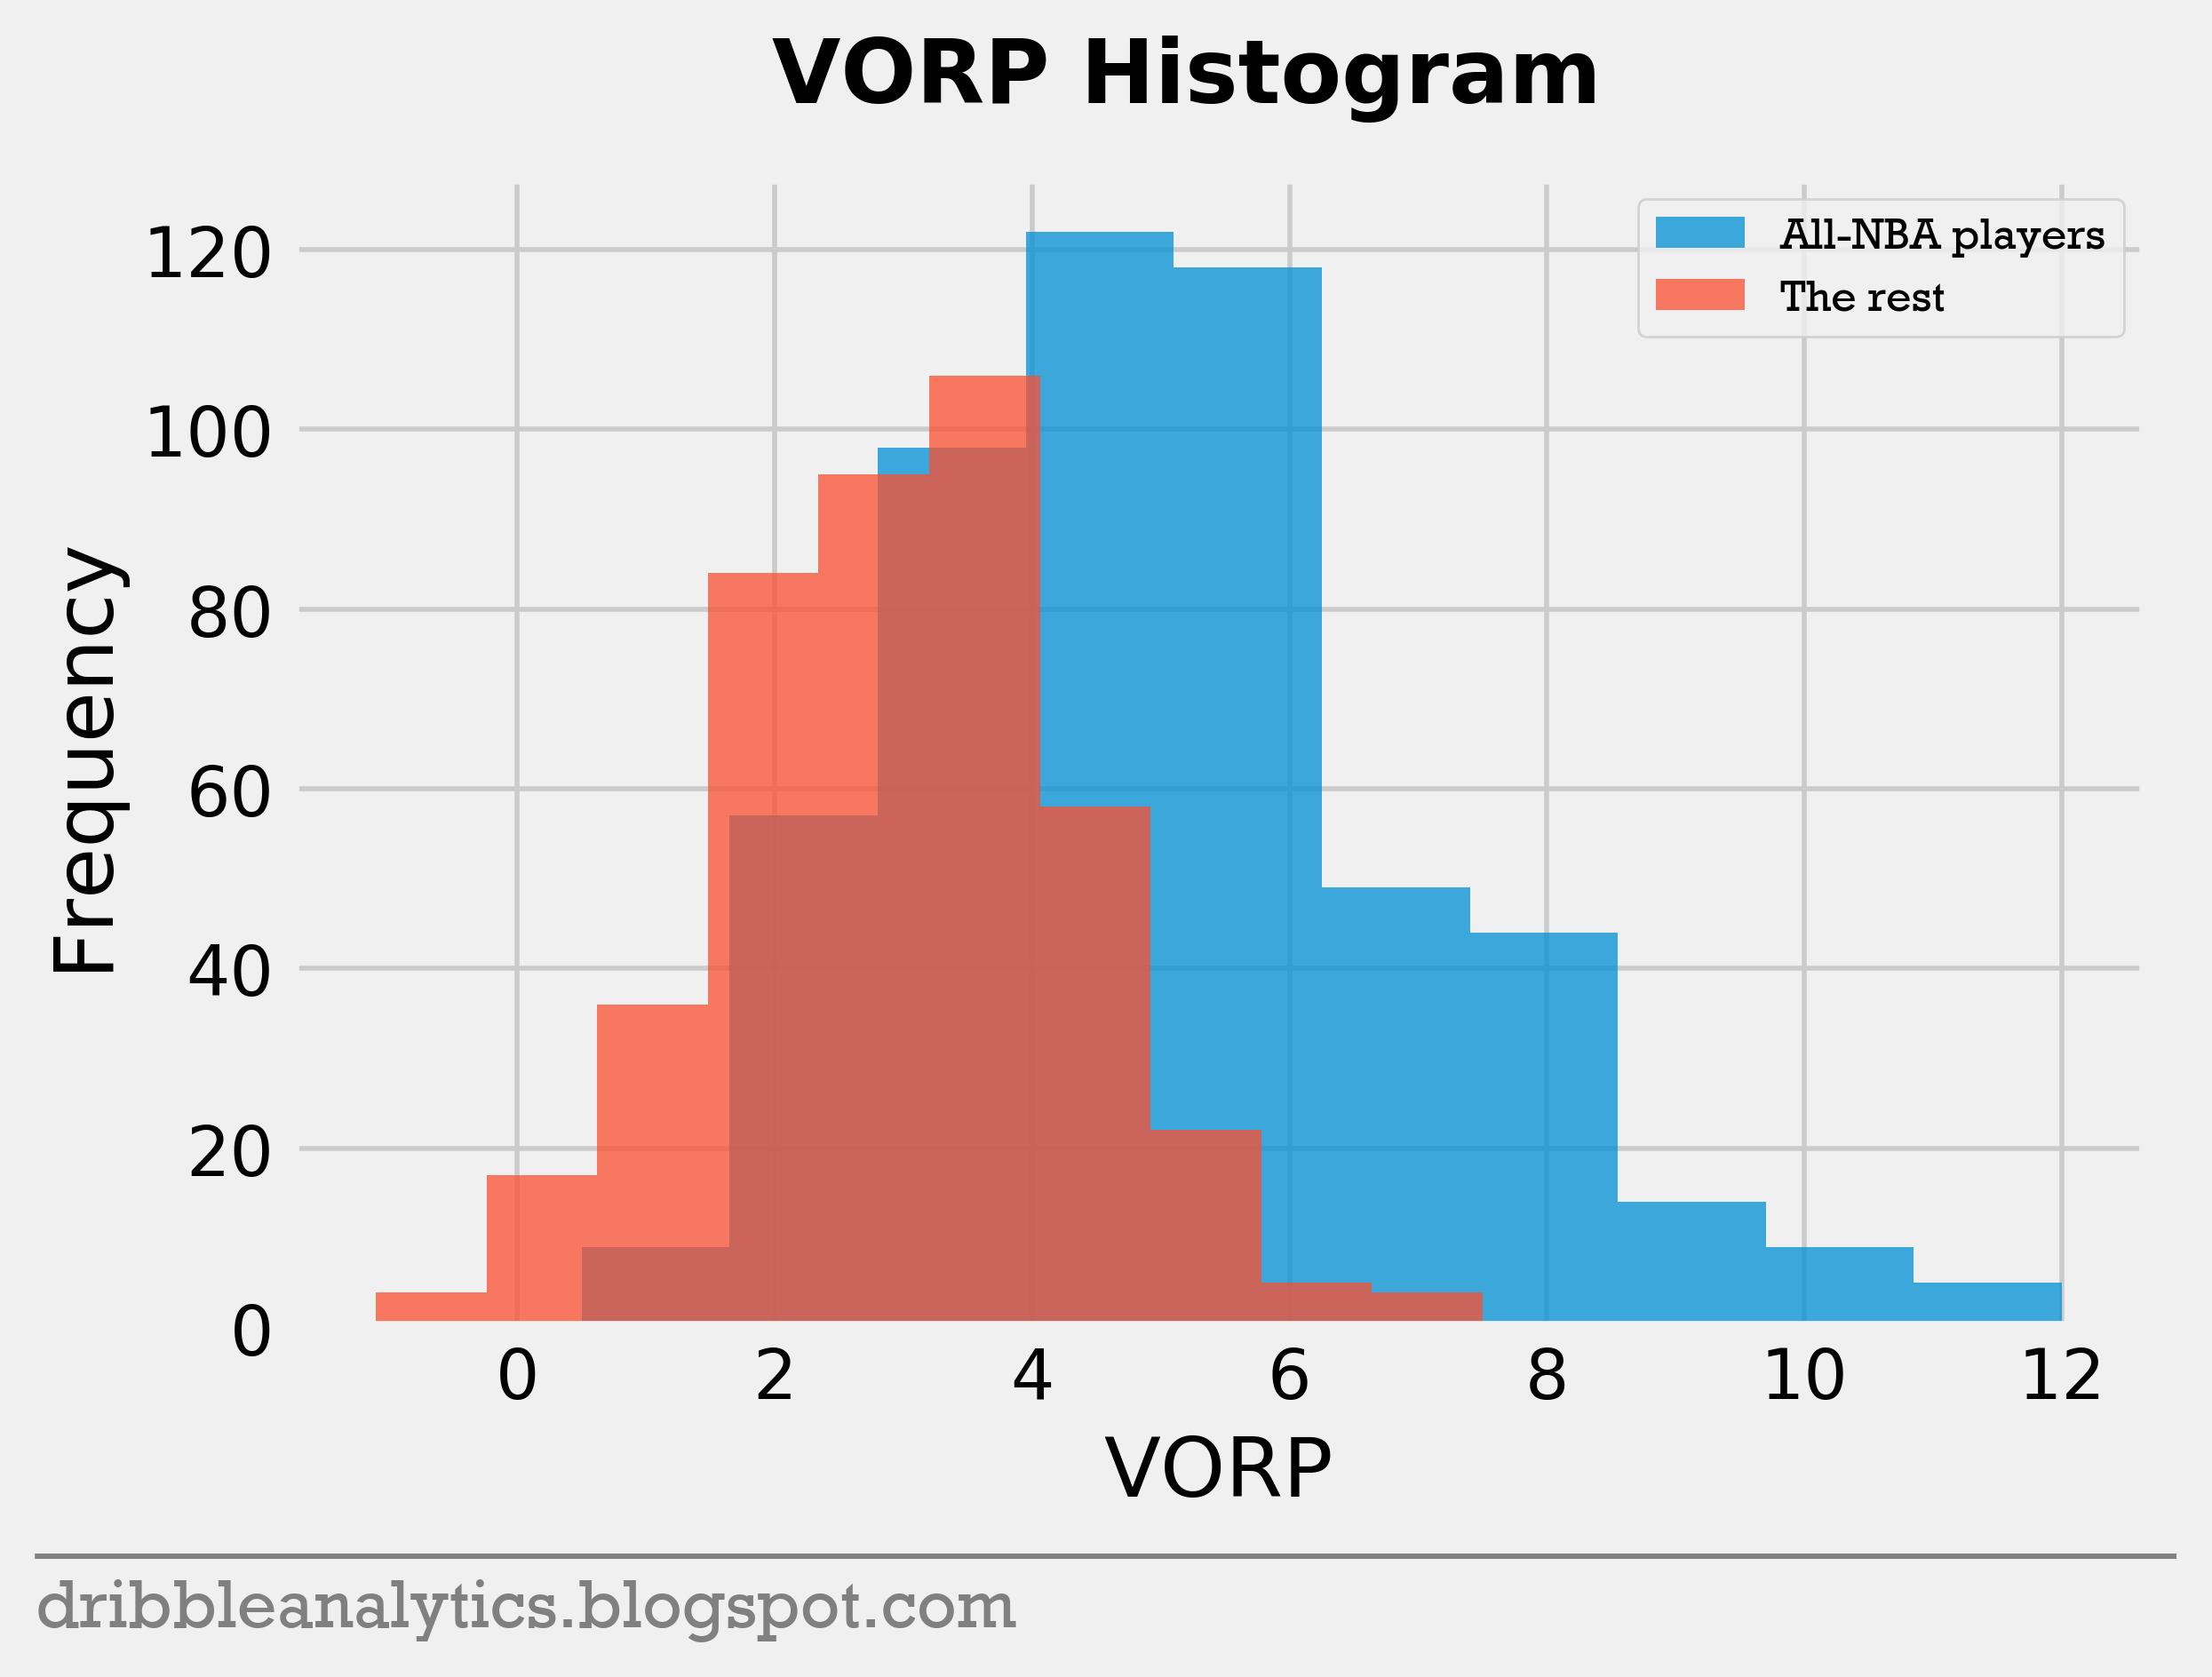 VORP Histogram
All-NBA players
The rest
Frequency
120
100
80
60
40
20
0
0 2 4 6 8 10 12
VORP
dribbleanalytics.blogspot.com